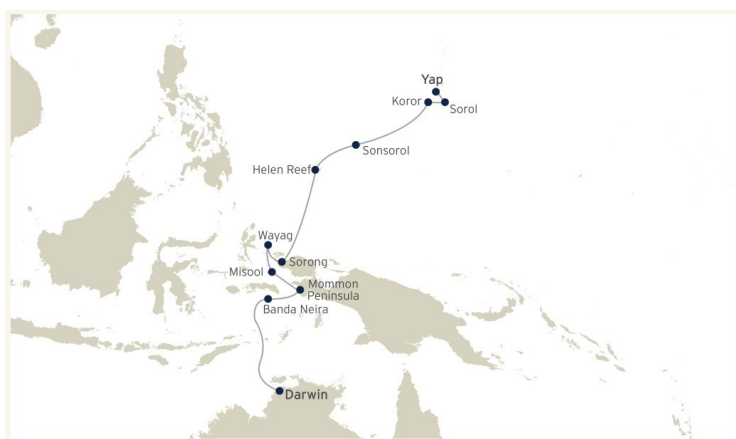 Yap
Koror
Sorol
Sonsorol
Helen Reef
Wayag
Sorong
Misool
Mommon
Peninsula
Banda Neira
Darwin